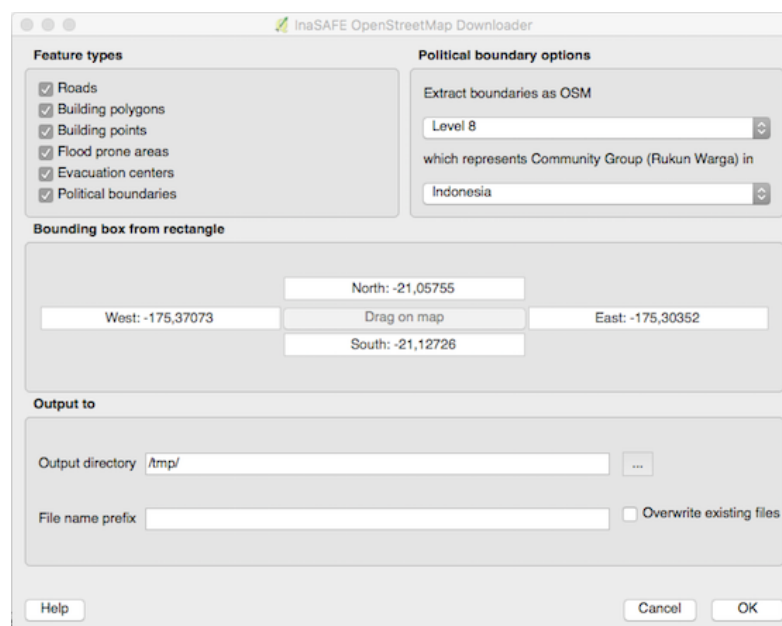 InaSAFE OpenStreetMap Downloader
Feature types
Roads
Building polygons
Building points
Flood prone areas
Evacuation centers
Political boundaries
Political boundary options
Extract boundaries as OSM
Level 8
which represents Community Group (Rukun Warga) in
Indonesia
Bounding box from rectangle
North: -21,05755
West: -175,37073
Drag on map
East: -175,30352
South: -21,12726
Output to
Output directory
/tmp/
...
File name prefix
Overwrite existing files
Help
Cancel
OK